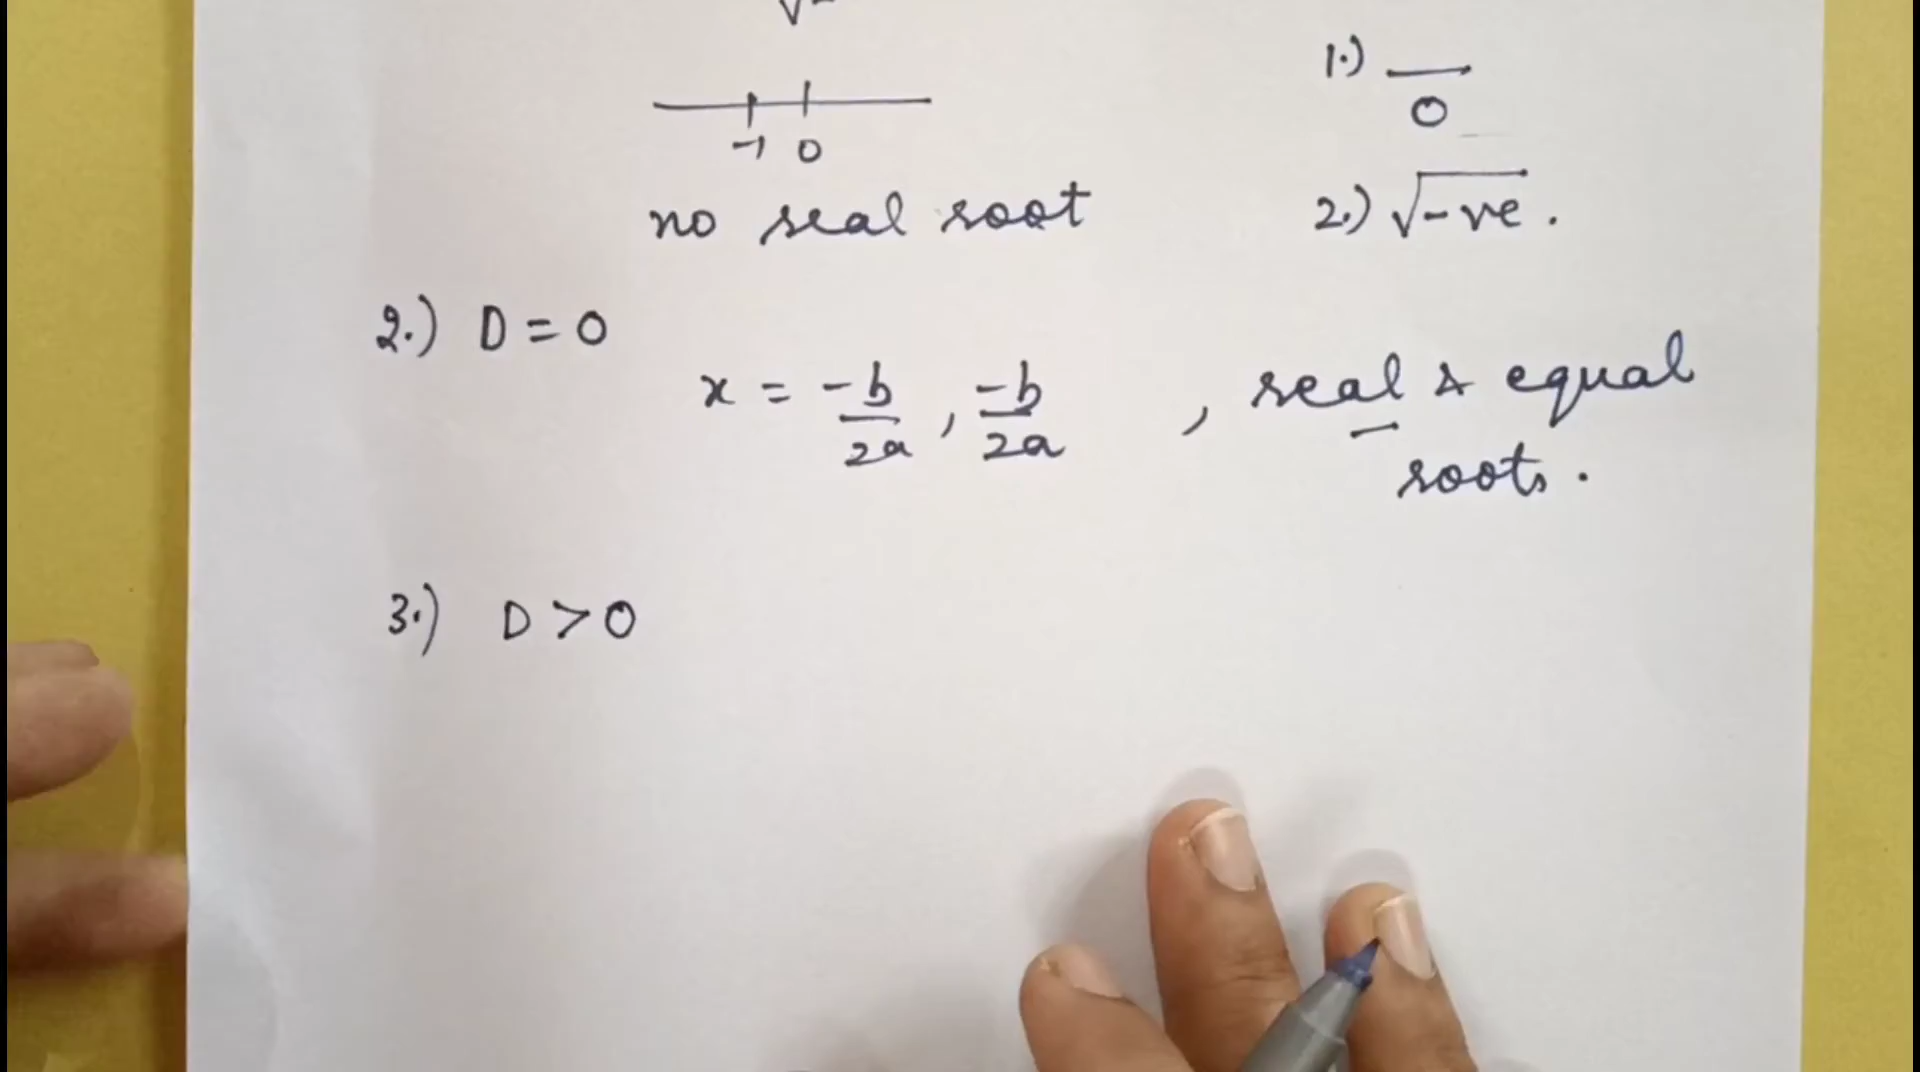 √-
-1 0
no real root
1.) —
0
2.) √-ve .
2.) D = 0
x = -b/2a , -b/2a , real & equal
roots .
3.) D > 0